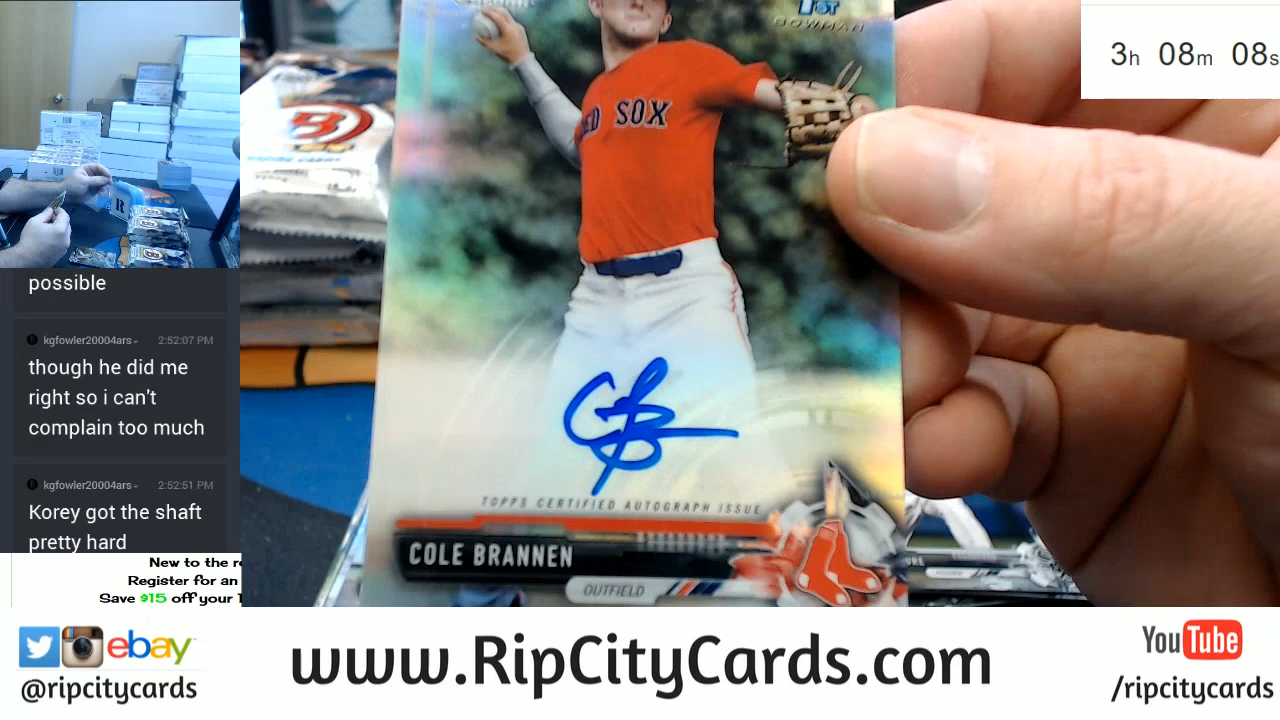 1ST
BOWMAN
3h 08m 08s
RED SOX
possible
kgfowler20004ars
2:52:07 PM
though he did me
right so i can't
complain too much
kgfowler20004ars
2:52:51 PM
Korey got the shaft
pretty hard
TOPPS CERTIFIED AUTOGRAPH ISSUE
COLE BRANNEN
OUTFIELD
New to the
Register for an
Save $15 off your
ebay
@ripcitycards
www.RipCityCards.com
YouTube
/ripcitycards